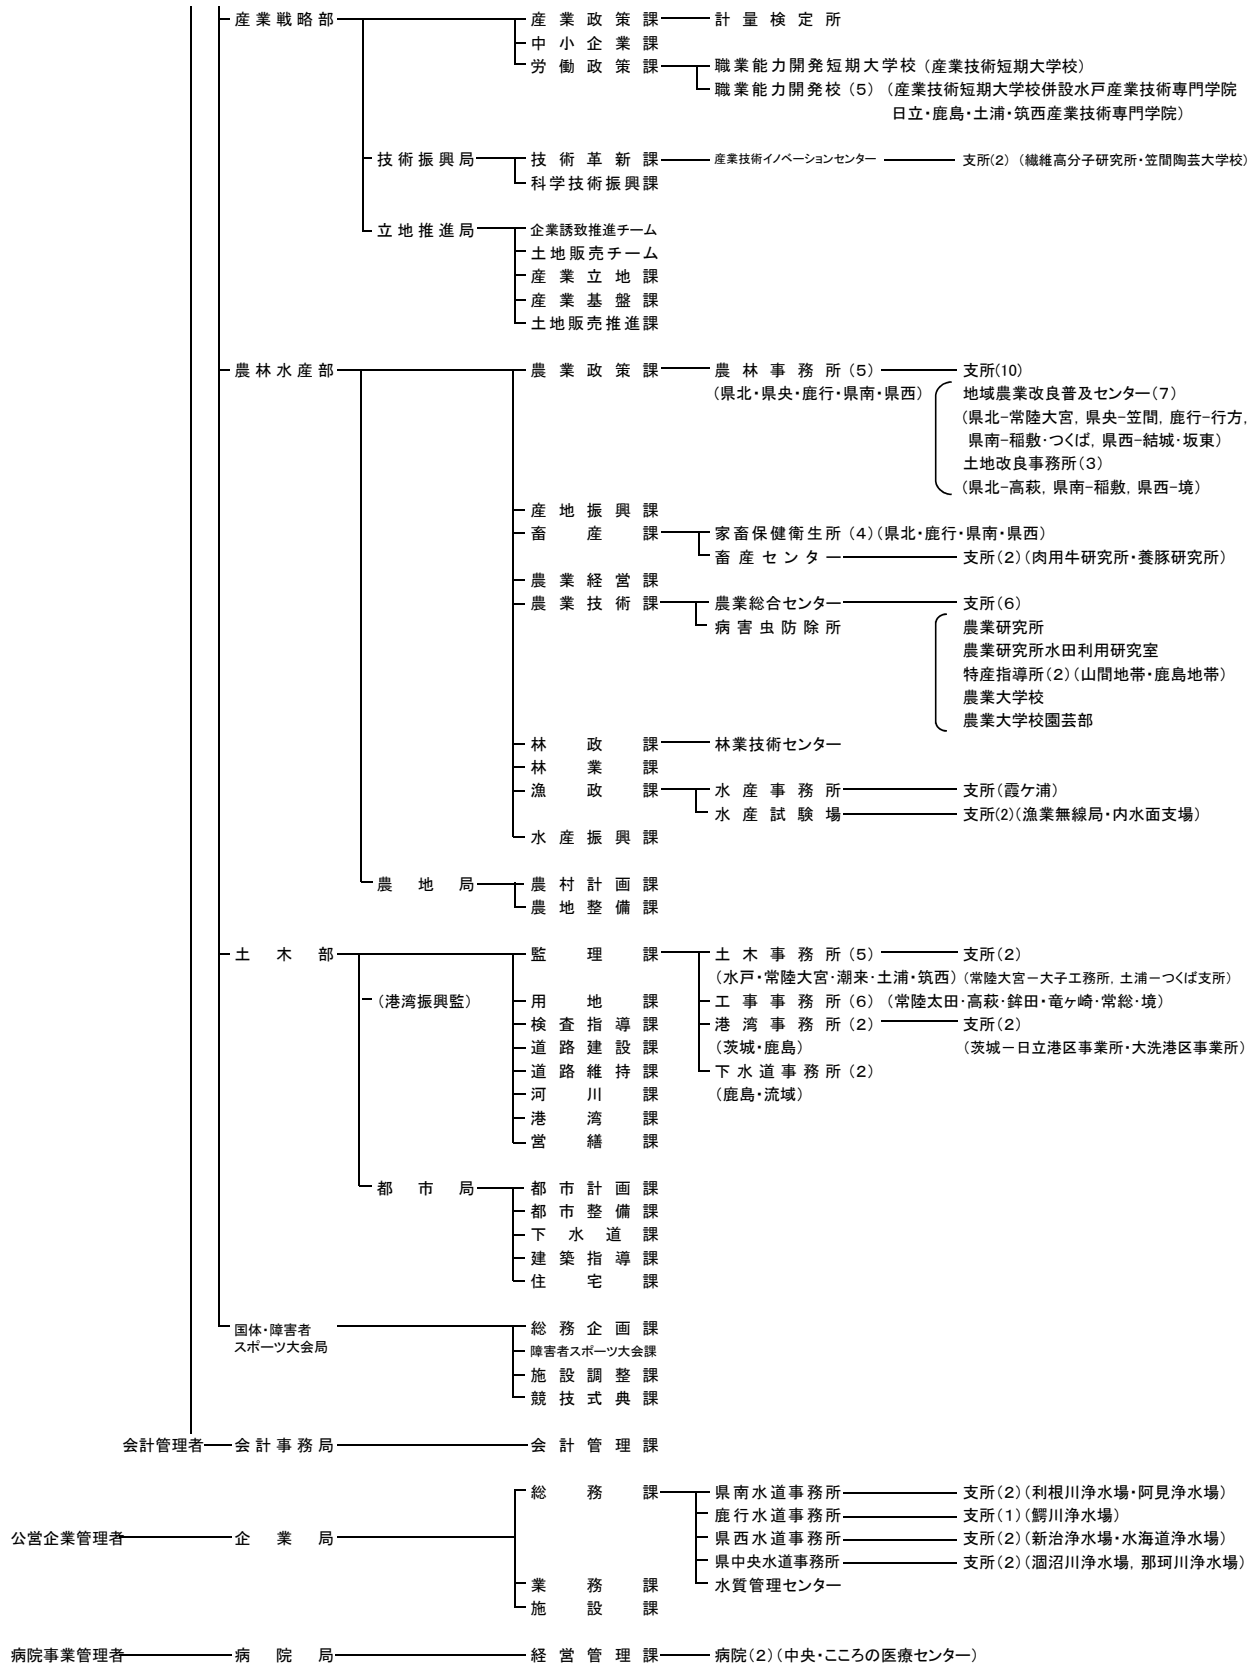 産業戦略部 産業政策課 計量検定所
中小企業課
労働政策課 職業能力開発短期大学校（産業技術短期大学校）
職業能力開発校（5）（産業技術短期大学校併設水戸産業技術専門学院
日立・鹿島・土浦・筑西産業技術専門学院）
技術振興局 技術革新課 産業技術イノベーションセンター 支所（2）（繊維高分子研究所・笠間陶芸大学校）
科学技術振興課
立地推進局 企業誘致推進チーム
土地販売チーム
産業立地課
産業基盤課
土地販売推進課
農林水産部 農業政策課 農林事務所（5） 支所（10）
（県北・県央・鹿行・県南・県西） 地域農業改良普及センター（7）
（県北－常陸大宮，県央－笠間，鹿行－行方，
県南－稲敷・つくば，県西－結城・坂東）
土地改良事務所（3）
（県北－高萩，県南－稲敷，県西－境）
産地振興課
畜産課 家畜保健衛生所（4）（県北・鹿行・県南・県西）
畜産センター 支所（2）（肉用牛研究所・養豚研究所）
農業経営課
農業技術課 農業総合センター 支所（6）
病害虫防除所 農業研究所
農業研究所水田利用研究室
特産指導所（2）（山間地帯・鹿島地帯）
農業大学校
農業大学校園芸部
林政課 林業技術センター
林業課
漁政課 水産事務所 支所（霞ケ浦）
水産試験場 支所（2）（漁業無線局・内水面支場）
水産振興課
農地局 農村計画課
農地整備課
土木部 監理課 土木事務所（5） 支所（2）
（水戸・常陸大宮・潮来・土浦・筑西）（常陸大宮－大子工務所，土浦－つくば支所）
（港湾振興監） 用地課 工事事務所（6）（常陸太田・高萩・鉾田・竜ヶ崎・常総・境）
検査指導課 港湾事務所（2） 支所（2）
道路建設課 （茨城・鹿島） （茨城－日立港区事業所・大洗港区事業所）
道路維持課 下水道事務所（2）
河川課 （鹿島・流域）
港湾課
営繕課
都市局 都市計画課
都市整備課
下水道課
建築指導課
住宅課
国体・障害者 総務企画課
スポーツ大会局
障害者スポーツ大会課
施設調整課
競技式典課
会計管理者 会計事務局 会計管理課
総務課 県南水道事務所 支所（2）（利根川浄水場・阿見浄水場）
鹿行水道事務所 支所（1）（鰐川浄水場）
公営企業管理者 企業局 県西水道事務所 支所（2）（新治浄水場・水海道浄水場）
県中央水道事務所 支所（2）（涸沼川浄水場，那珂川浄水場）
業務課 水質管理センター
施設課
病院事業管理者 病院局 経営管理課 病院（2）（中央・こころの医療センター）